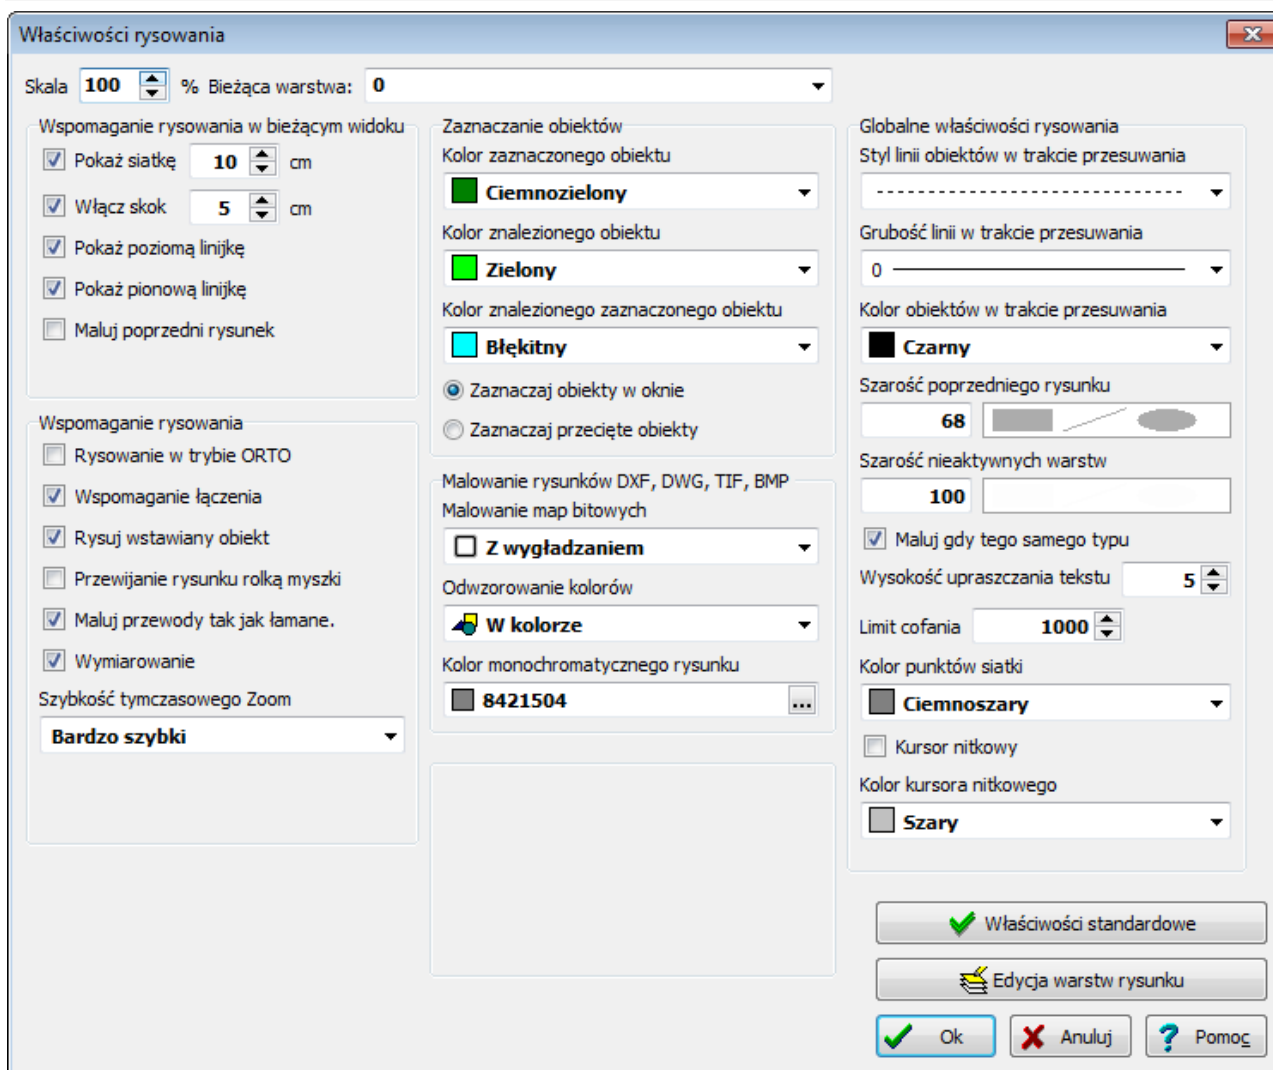 Właściwości rysowania
Skala 100 % Bieżąca warstwa: 0
Wspomaganie rysowania w bieżącym widoku
Pokaż siatkę 10 cm
Włącz skok 5 cm
Pokaż poziomą linijkę
Pokaż pionową linijkę
Maluj poprzedni rysunek
Wspomaganie rysowania
Rysowanie w trybie ORTO
Wspomaganie łączenia
Rysuj wstawiany obiekt
Przewijanie rysunku rolką myszki
Maluj przewody tak jak łamane.
Wymiarowanie
Szybkość tymczasowego Zoom
Bardzo szybki
Zaznaczanie obiektów
Kolor zaznaczonego obiektu
Ciemnozielony
Kolor znalezionego obiektu
Zielony
Kolor znalezionego zaznaczonego obiektu
Błękitny
Zaznaczaj obiekty w oknie
Zaznaczaj przecięte obiekty
Malowanie rysunków DXF, DWG, TIF, BMP
Malowanie map bitowych
Z wygładzaniem
Odwzorowanie kolorów
W kolorze
Kolor monochromatycznego rysunku
8421504 ...
Globalne właściwości rysowania
Styl linii obiektów w trakcie przesuwania
Grubość linii w trakcie przesuwania
0
Kolor obiektów w trakcie przesuwania
Czarny
Szarość poprzedniego rysunku
68
Szarość nieaktywnych warstw
100
Maluj gdy tego samego typu
Wysokość upraszczania tekstu 5
Limit cofania 1000
Kolor punktów siatki
Ciemnoszary
Kursor nitkowy
Kolor kursora nitkowego
Szary
Właściwości standardowe
Edycja warstw rysunku
Ok Anuluj Pomoc